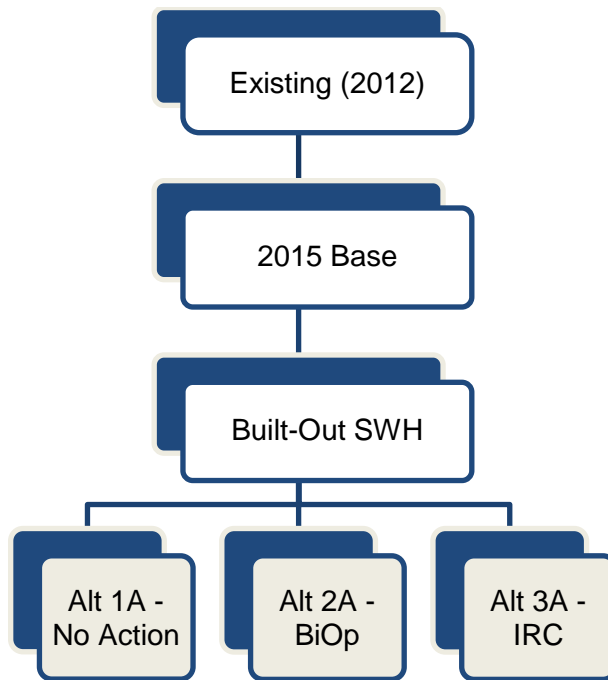 Existing (2012)
2015 Base
Built-Out SWH
Alt 1A -
No Action
Alt 2A -
BiOp
Alt 3A -
IRC